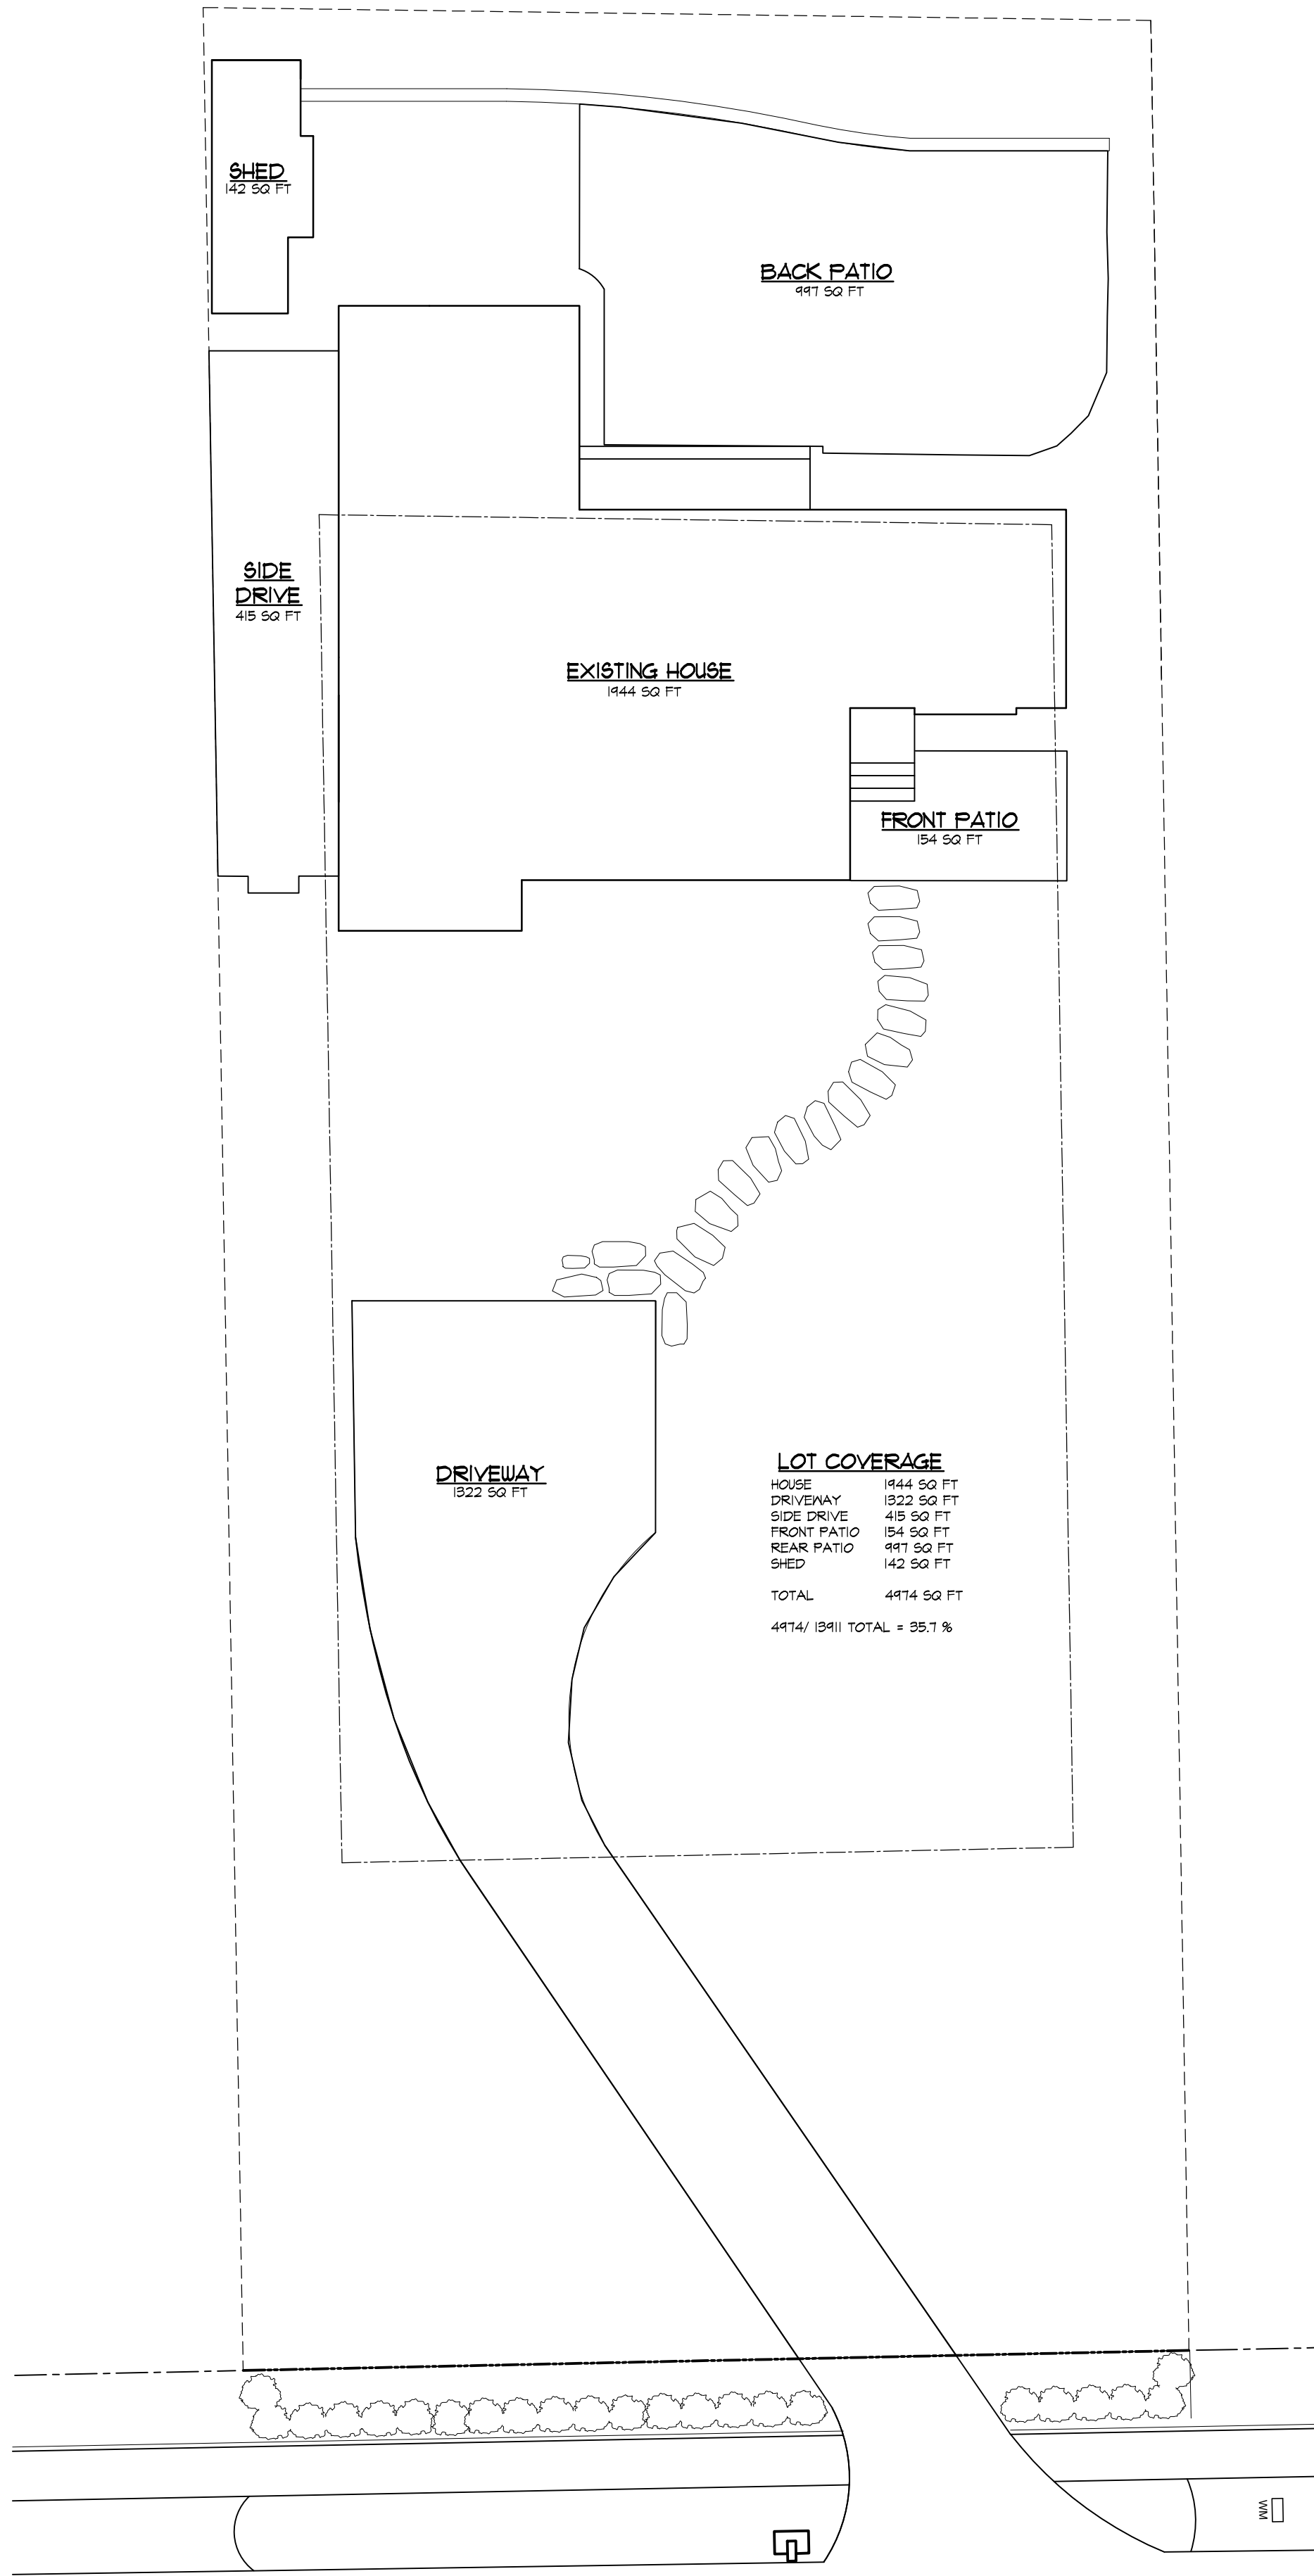 SHED
142 SQ FT
BACK PATIO
997 SQ FT
SIDE
DRIVE
415 SQ FT
EXISTING HOUSE
1944 SQ FT
FRONT PATIO
154 SQ FT
DRIVEWAY
1322 SQ FT
LOT COVERAGE
HOUSE 1944 SQ FT
DRIVEWAY 1322 SQ FT
SIDE DRIVE 415 SQ FT
FRONT PATIO 154 SQ FT
REAR PATIO 997 SQ FT
SHED 142 SQ FT
TOTAL 4974 SQ FT
4974/ 13911 TOTAL = 35.7 %
WM